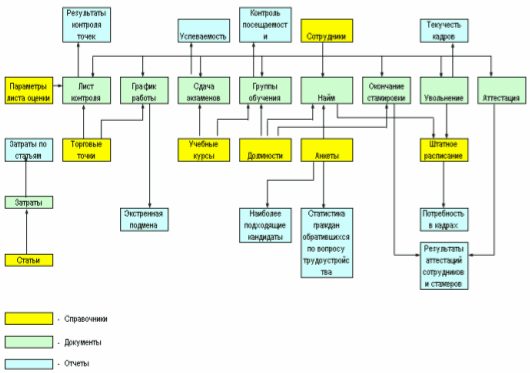 Результаты
контроля
точек
Успеваемость
Контроль
посещаемост
и
Сотрудники
Текучесть
кадров
Параметры
листа оценки
Лист
контроля
График
работы
Сдача
экзаменов
Группы
обучения
Найм
Окончание
стажировки
Увольнение
Аттестация
Затраты по
статьям
Торговые
точки
Учебные
курсы
Должности
Анкеты
Штатное
расписание
Затраты
Экстренная
подмена
Наиболее
подходящие
кандидаты
Статистика
граждан
обратившихся
по вопросу
трудоустройс
тва
Потребность
в кадрах
Результаты
аттестаций
сотрудников
и стажеров
Статьи
- Справочники
- Документы
- Отчеты